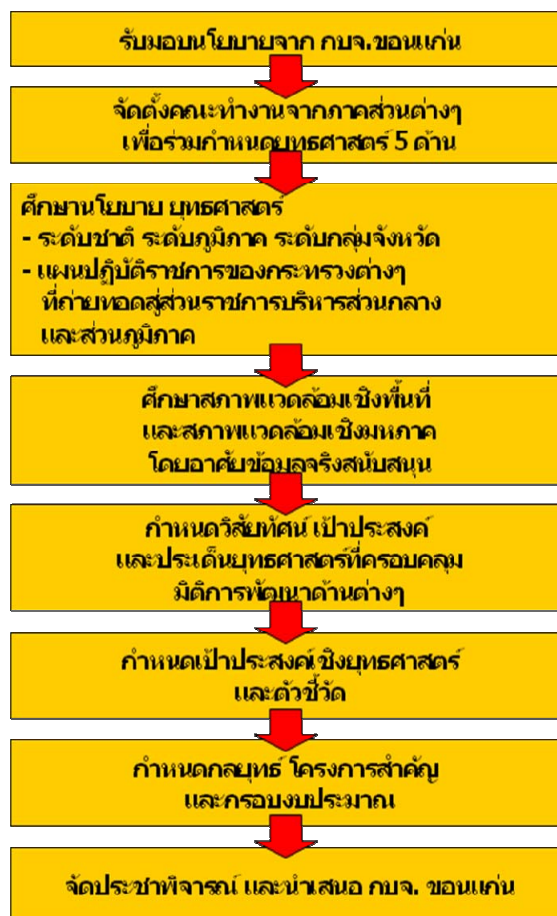 รับมอบนโยบายจาก กบจ.ขอนแก่น
จัดตั้งคณะทำงานจากภาคส่วนต่างๆ
เพื่อร่วมกำหนดยุทธศาสตร์ 5 ด้าน
ศึกษานโยบาย ยุทธศาสตร์
- ระดับชาติ ระดับภูมิภาค ระดับกลุ่มจังหวัด
- แผนปฏิบัติราชการของกระทรวงต่างๆ
ที่ถ่ายทอดสู่ส่วนราชการบริหารส่วนกลาง
และส่วนภูมิภาค
ศึกษาสภาพแวดล้อมเชิงพื้นที่
และสภาพแวดล้อมเชิงมหภาค
โดยอาศัยข้อมูลจริงสนับสนุน
กำหนดวิสัยทัศน์ เป้าประสงค์
และประเด็นยุทธศาสตร์ที่ครอบคลุม
มิติการพัฒนาด้านต่างๆ
กำหนดเป้าประสงค์เชิงยุทธศาสตร์
และตัวชี้วัด
กำหนดกลยุทธ์ โครงการสำคัญ
และกรอบงบประมาณ
จัดประชาพิจารณ์ และนำเสนอ กบจ. ขอนแก่น